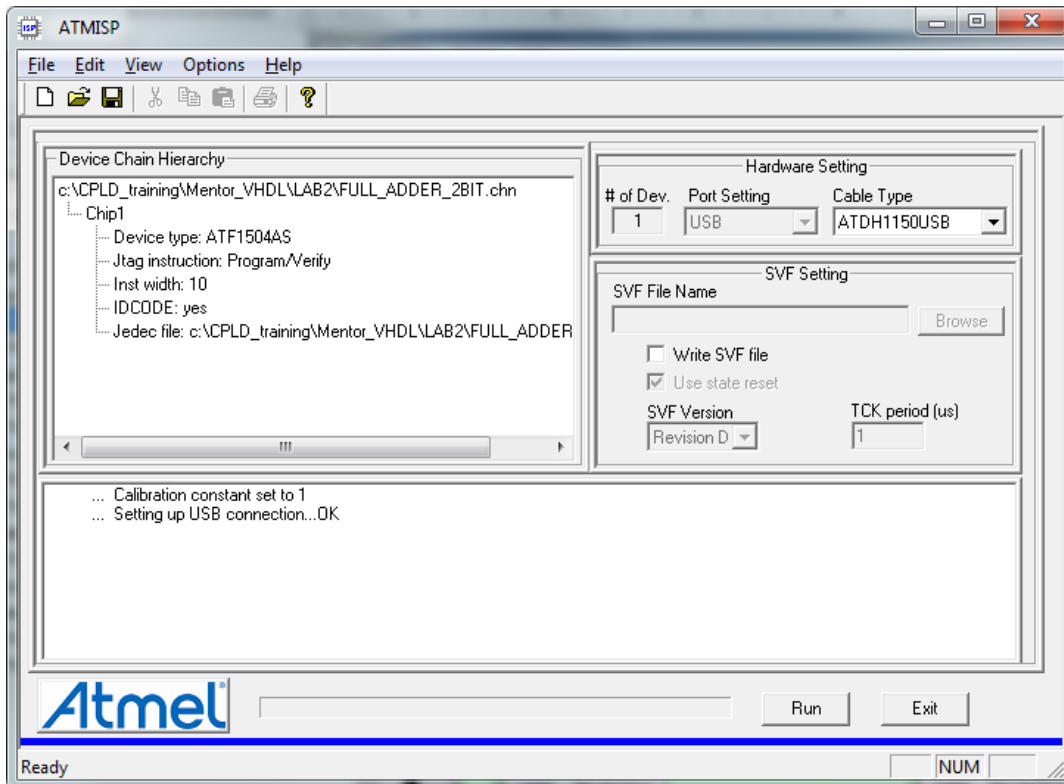 ATMISP
File Edit View Options Help
Device Chain Hierarchy
c:\CPLD_training\Mentor_VHDL\LAB2\FULL_ADDER_2BIT.chn
Chip1
Device type: ATF1504AS
Jtag instruction: Program/Verify
Inst width: 10
IDCODE: yes
Jedec file: c:\CPLD_training\Mentor_VHDL\LAB2\FULL_ADDER
Hardware Setting
# of Dev. Port Setting Cable Type
1 USB ATDH1150USB
SVF Setting
SVF File Name
Browse
Write SVF file
Use state reset
SVF Version TCK period (us)
Revision D 1
... Calibration constant set to 1
... Setting up USB connection...OK
Atmel
Run Exit
Ready NUM